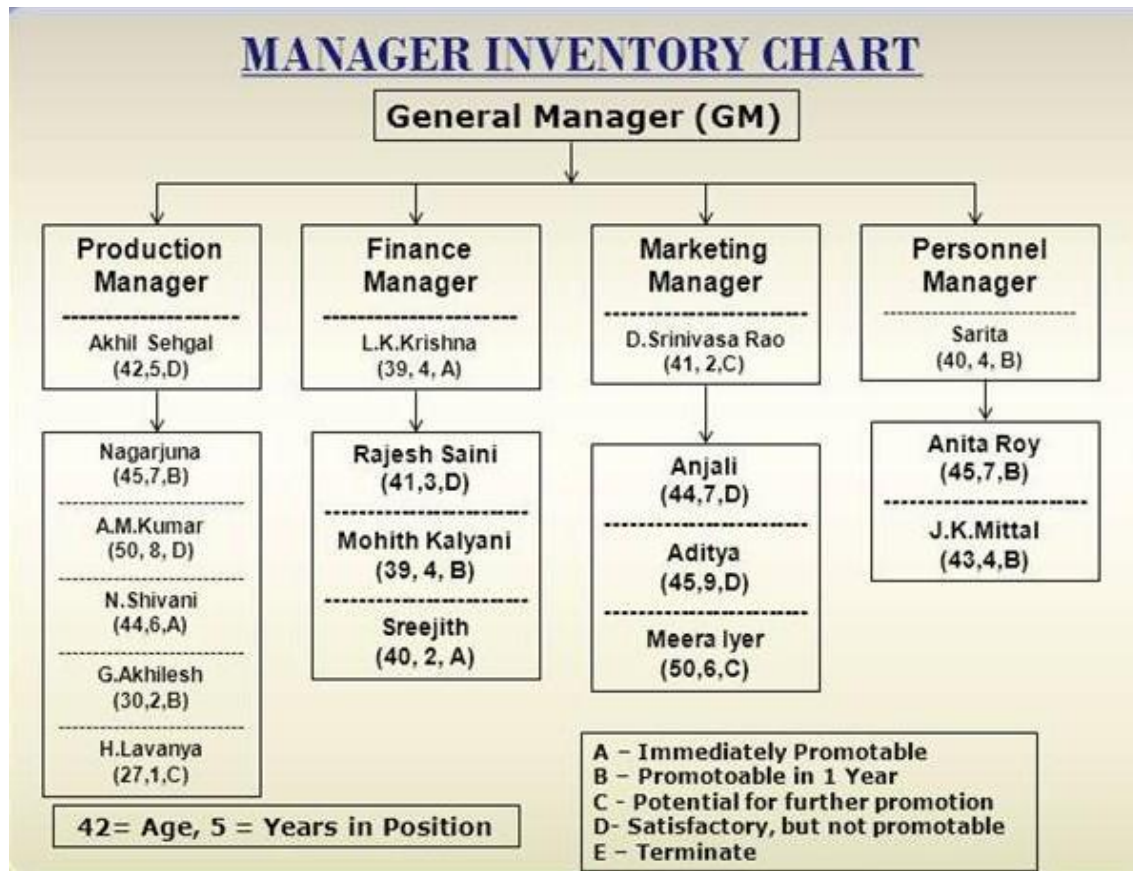 MANAGER INVENTORY CHART
General Manager (GM)
Production
Manager
Akhil Sehgal
(42,5,D)
Finance
Manager
L.K.Krishna
(39, 4, A)
Marketing
Manager
D.Srinivasa Rao
(41, 2,C)
Personnel
Manager
Sarita
(40, 4, B)
Nagarjuna
(45,7,B)
A.M.Kumar
(50, 8, D)
N.Shivani
(44,6,A)
G.Akhilesh
(30,2,B)
H.Lavanya
(27,1,C)
Rajesh Saini
(41,3,D)
Mohith Kalyani
(39, 4, B)
Sreejith
(40, 2, A)
Anjali
(44,7,D)
Aditya
(45,9,D)
Meera Iyer
(50,6,C)
Anita Roy
(45,7,B)
J.K.Mittal
(43,4,B)
42= Age, 5 = Years in Position
A – Immediately Promotable
B – Promotoable in 1 Year
C - Potential for further promotion
D- Satisfactory, but not promotable
E – Terminate